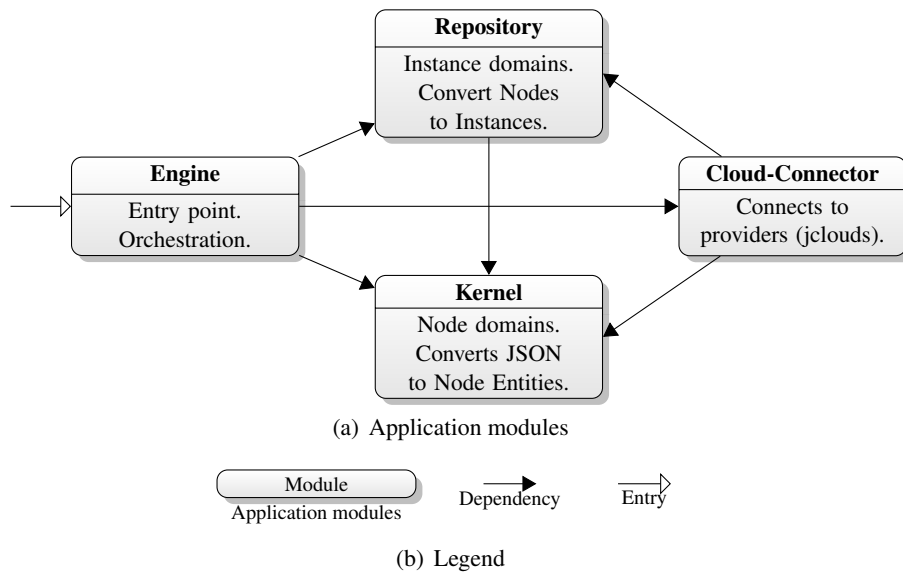 Repository
Instance domains.
Convert Nodes
to Instances.
Engine
Entry point.
Orchestration.
Cloud-Connector
Connects to
providers (jclouds).
Kernel
Node domains.
Converts JSON
to Node Entities.
(a) Application modules
Module
Application modules
Dependency
Entry
(b) Legend